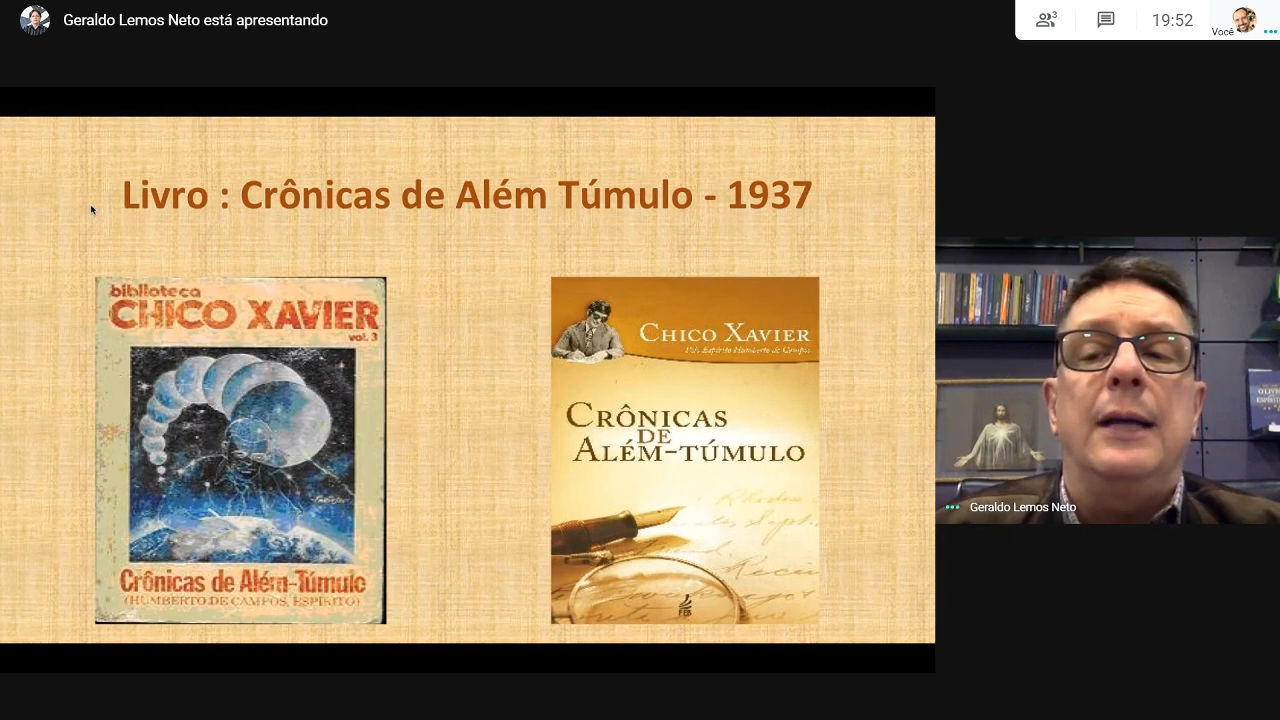 Geraldo Lemos Neto está apresentando
3
19:52
Você
Livro : Crônicas de Além Túmulo - 1937
biblioteca
CHICO XAVIER
vol. 3
Crônicas de Além-Túmulo
(HUMBERTO DE CAMPOS, ESPÍRITO)
CHICO XAVIER
Pelo Espírito Humberto de Campos
CRÔNICAS
DE
ALÉM-TÚMULO
FEB
Geraldo Lemos Neto